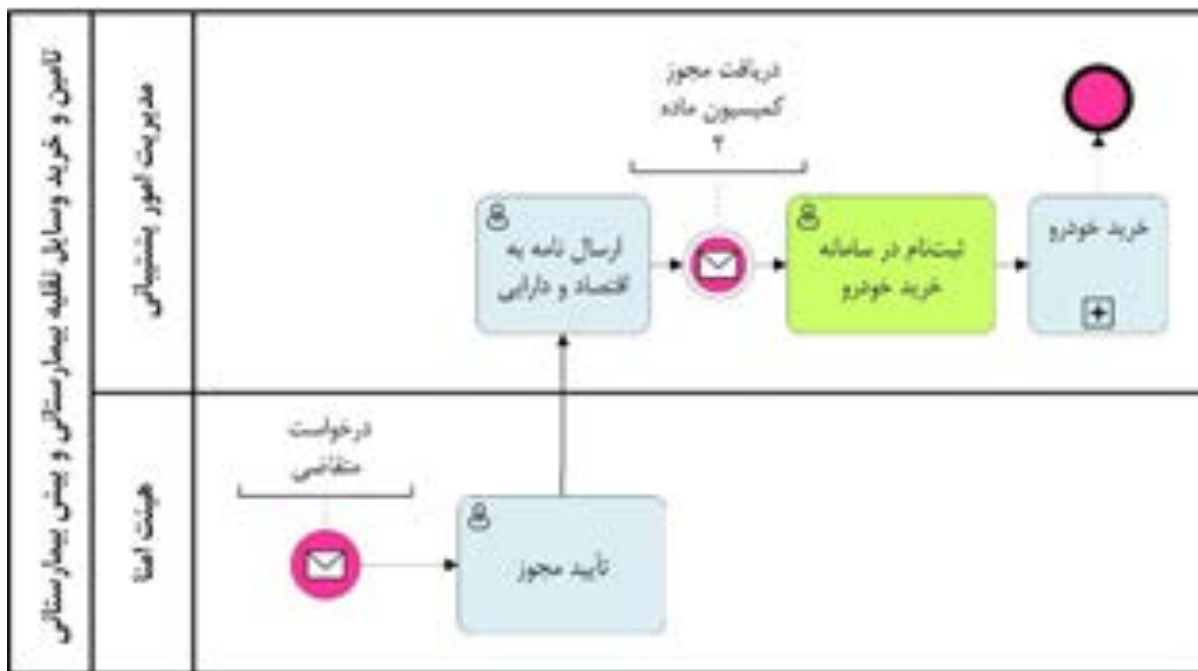 تامین و خرید وسایل نقلیه بیمارستانی و پیش بیمارستانی
مدیریت امور پشتیبانی
هیئت امنا
درخواست
متقاضی
تأیید مجوز
ارسال نامه به
اقتصاد و دارایی
دریافت مجوز
کمیسیون ماده
۲
ثبت‌نام در سامانه
خرید خودرو
خرید خودرو